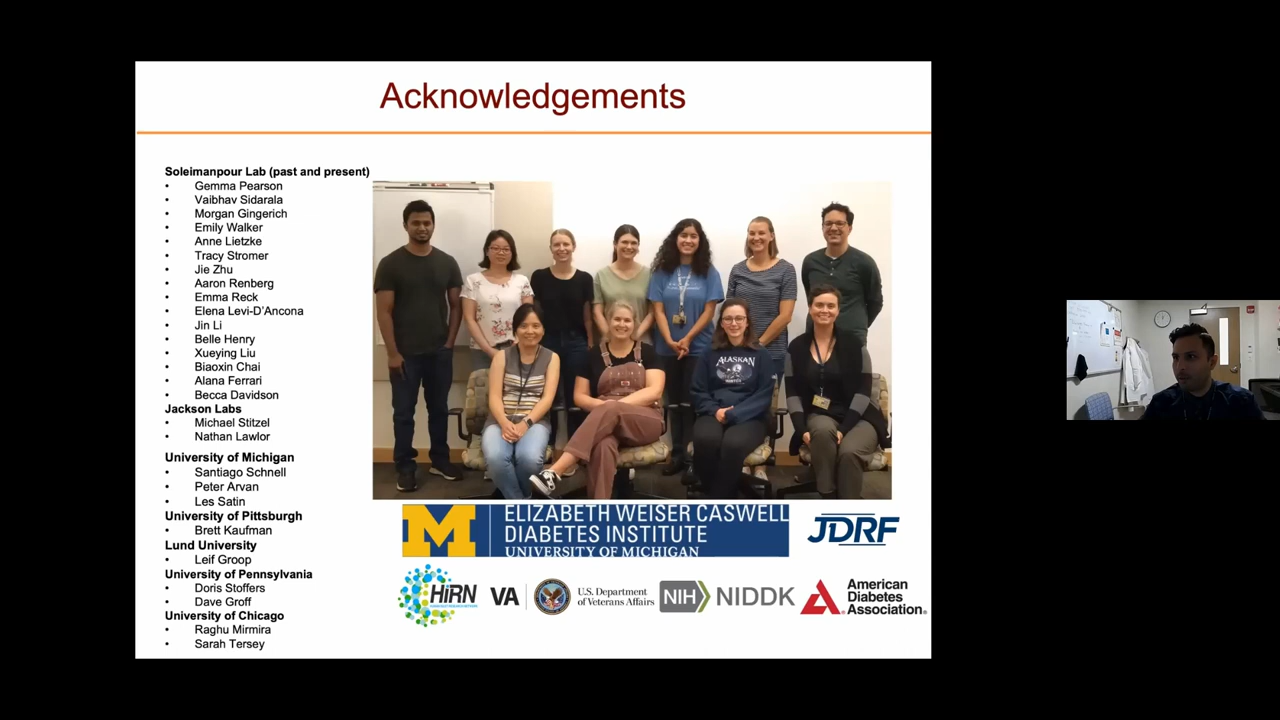 Acknowledgements
Soleimanpour Lab (past and present)
• Gemma Pearson
• Vaibhav Sidarala
• Morgan Gingerich
• Emily Walker
• Anne Lietzke
• Tracy Stromer
• Jie Zhu
• Aaron Renberg
• Emma Reck
• Elena Levi-D'Ancona
• Jin Li
• Belle Henry
• Xueying Liu
• Biaoxin Chai
• Alana Ferrari
• Becca Davidson
Jackson Labs
• Michael Stitzel
• Nathan Lawlor
University of Michigan
• Santiago Schnell
• Peter Arvan
• Les Satin
University of Pittsburgh
• Brett Kaufman
Lund University
• Leif Groop
University of Pennsylvania
• Doris Stoffers
• Dave Groff
University of Chicago
• Raghu Mirmira
• Sarah Tersey
ALASKAN
M
ELIZABETH WEISER CASWELL
DIABETES INSTITUTE
UNIVERSITY OF MICHIGAN
JDRF
HiRN
VA
U.S. Department
of Veterans Affairs
NIH
NIDDK
American
Diabetes
Association®